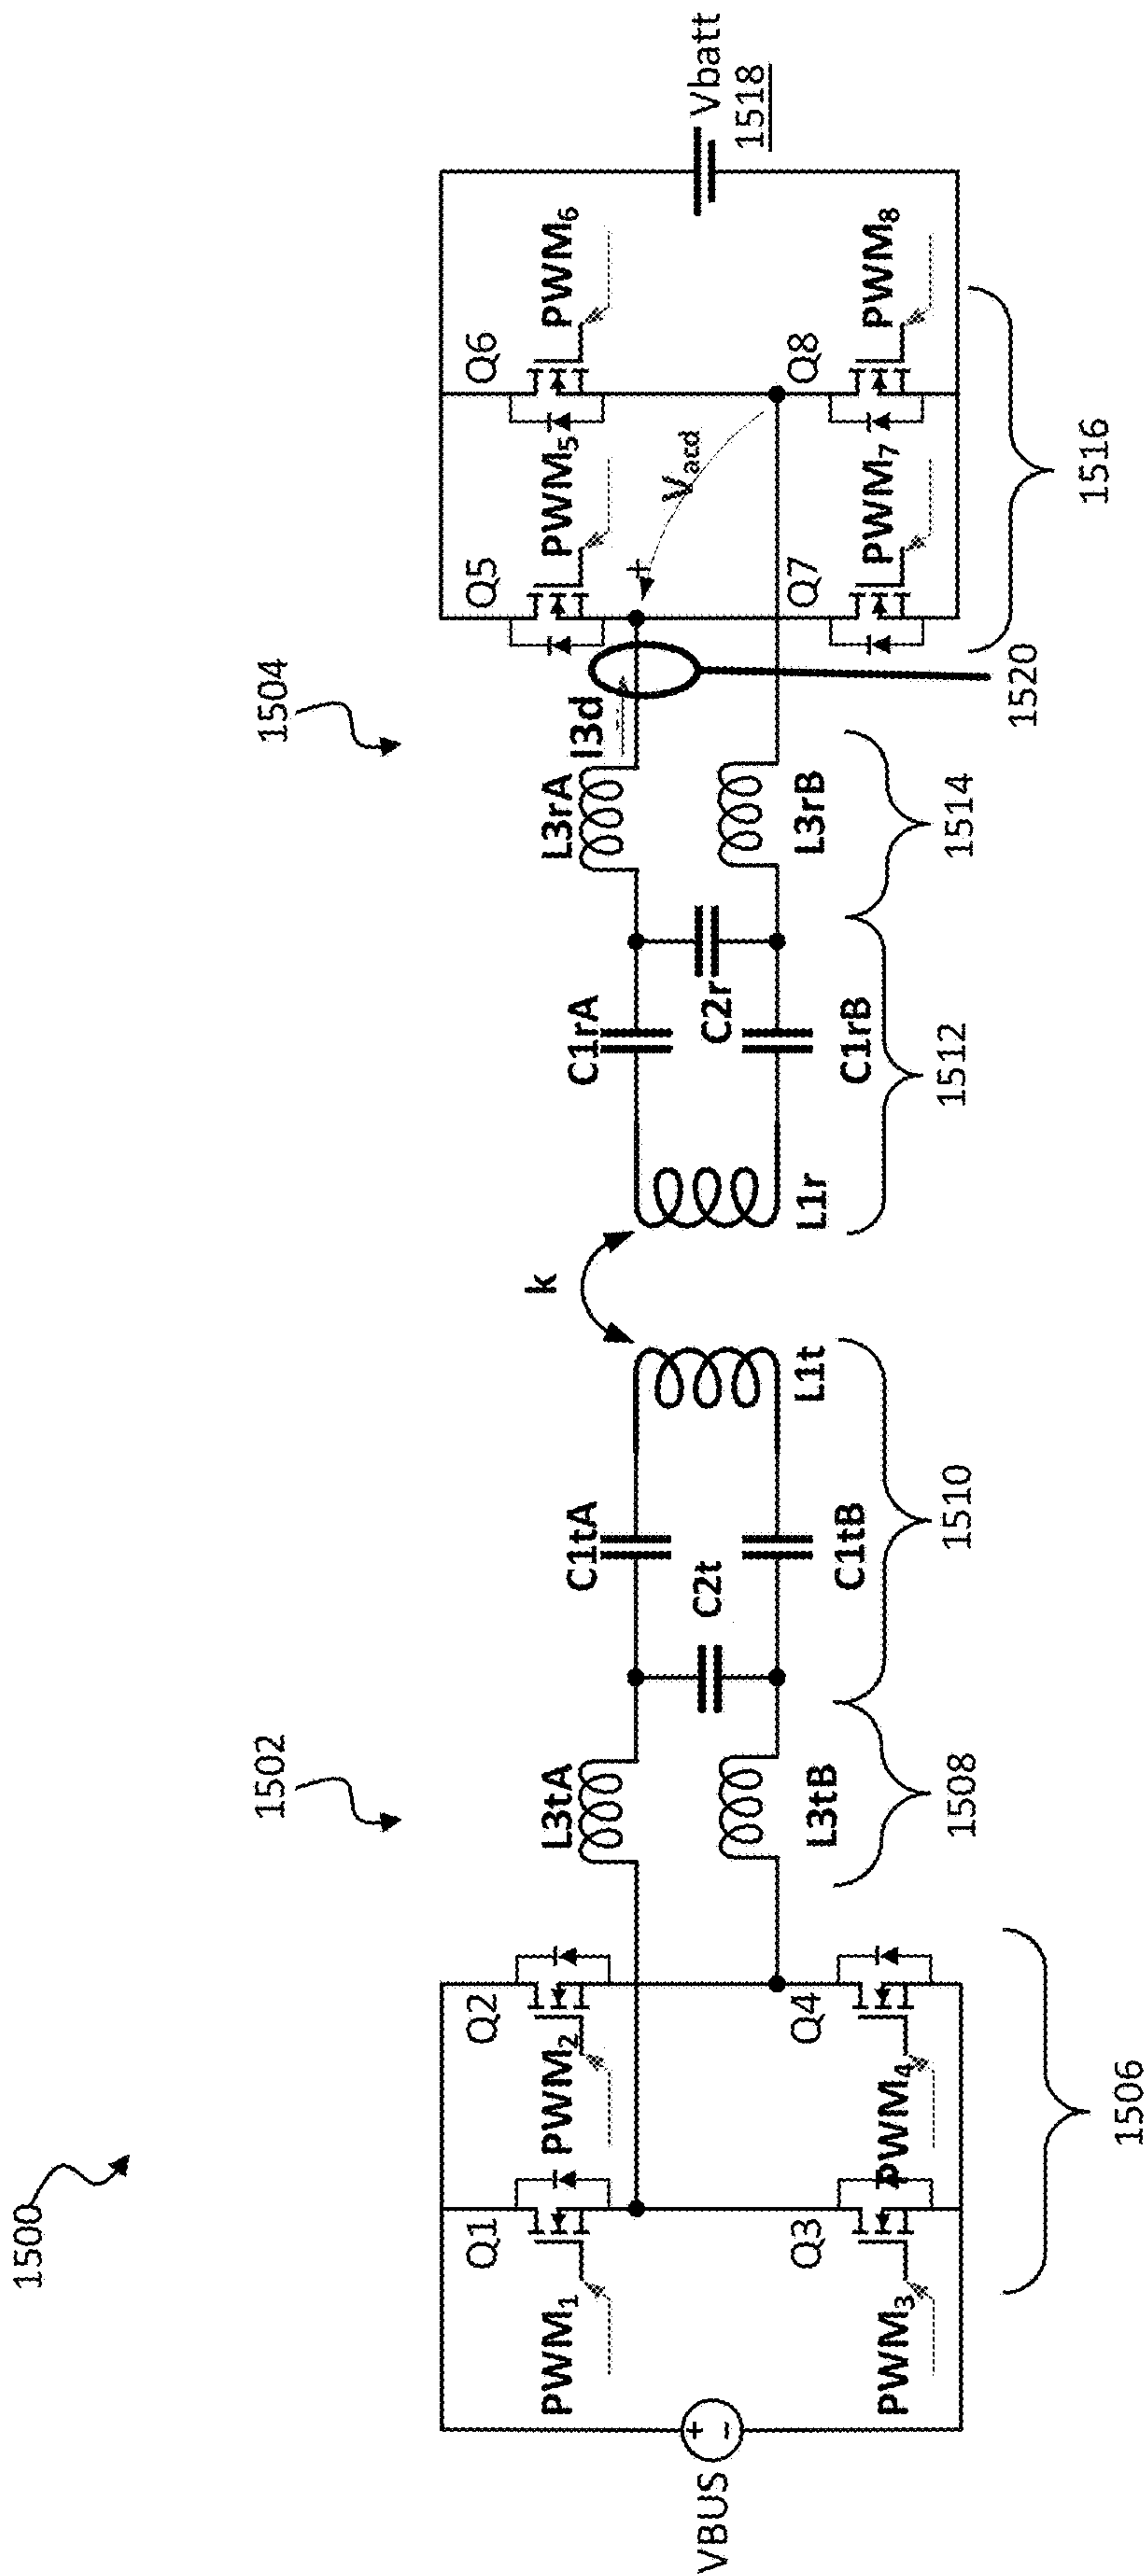 1500
1502
1504
Q1
Q2
Q5
Q6
PWM₁
PWM₂
PWM₅
PWM₆
L3tA
C1tA
k
C1rA
L3rA
I3d
VBUS
+
−
C2t
C2r
+
Vacd
Vbatt
1518
Q3
Q4
Q7
Q8
PWM₃
PWM₄
PWM₇
PWM₈
L3tB
C1tB
L1t
L1r
C1rB
L3rB
1506
1508
1510
1512
1514
1520
1516